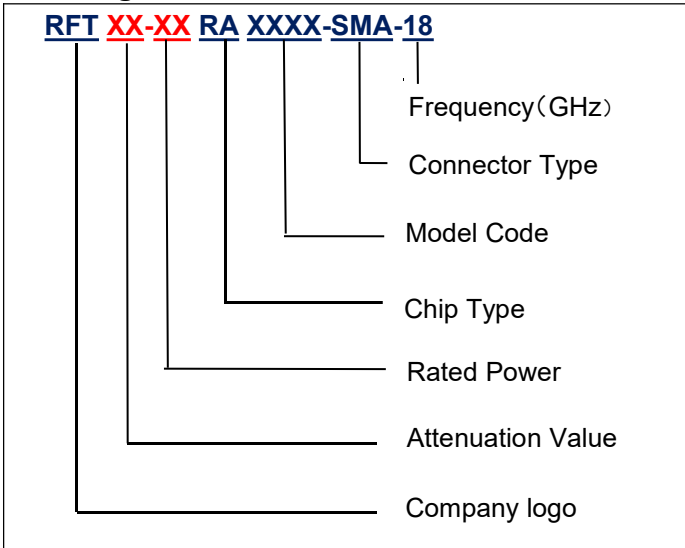 RFT XX-XX RA XXXX-SMA-18
Frequency（GHz）
Connector Type
Model Code
Chip Type
Rated Power
Attenuation Value
Company logo